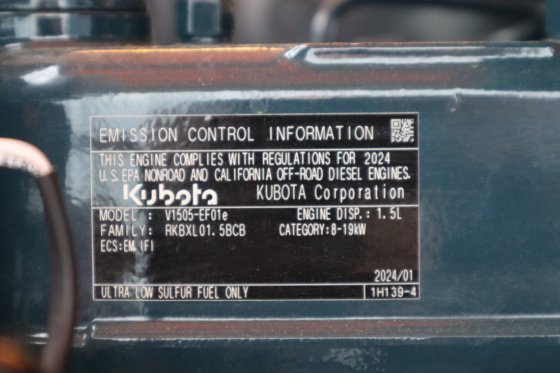 EMISSION CONTROL INFORMATION
THIS ENGINE COMPLIES WITH REGULATIONS FOR 2024
U.S.EPA NONROAD AND CALIFORNIA OFF-ROAD DIESEL ENGINES.
Kubota KUBOTA Corporation
MODEL : V1505-EF01e ENGINE DISP.: 1.5L
FAMILY: RKBXL01.5BCB CATEGORY:8-19kW
ECS:EM,IFI
2024/01
ULTRA LOW SULFUR FUEL ONLY 1H139-4